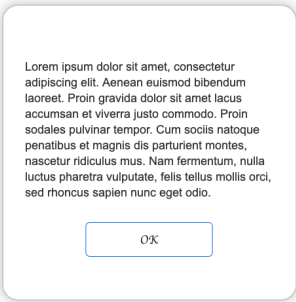 Lorem ipsum dolor sit amet, consectetur
adipiscing elit. Aenean euismod bibendum
laoreet. Proin gravida dolor sit amet lacus
accumsan et viverra justo commodo. Proin
sodales pulvinar tempor. Cum sociis natoque
penatibus et magnis dis parturient montes,
nascetur ridiculus mus. Nam fermentum, nulla
luctus pharetra vulputate, felis tellus mollis orci,
sed rhoncus sapien nunc eget odio.
OK